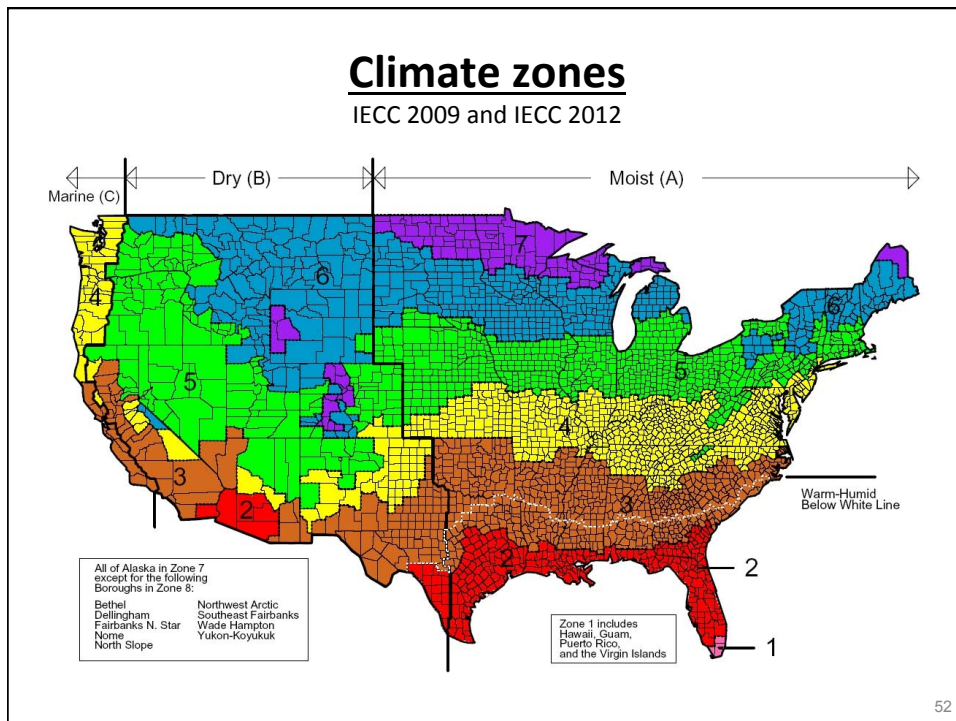 Climate zones
IECC 2009 and IECC 2012
Marine (C)
Dry (B)
Moist (A)
7
6
6
4
5
5
4
3
3
2
2
Warm-Humid
Below White Line
2
1
All of Alaska in Zone 7
except for the following
Boroughs in Zone 8:
Bethel
Dellingham
Fairbanks N. Star
Nome
North Slope
Northwest Arctic
Southeast Fairbanks
Wade Hampton
Yukon-Koyukuk
Zone 1 includes
Hawaii, Guam,
Puerto Rico,
and the Virgin Islands
52